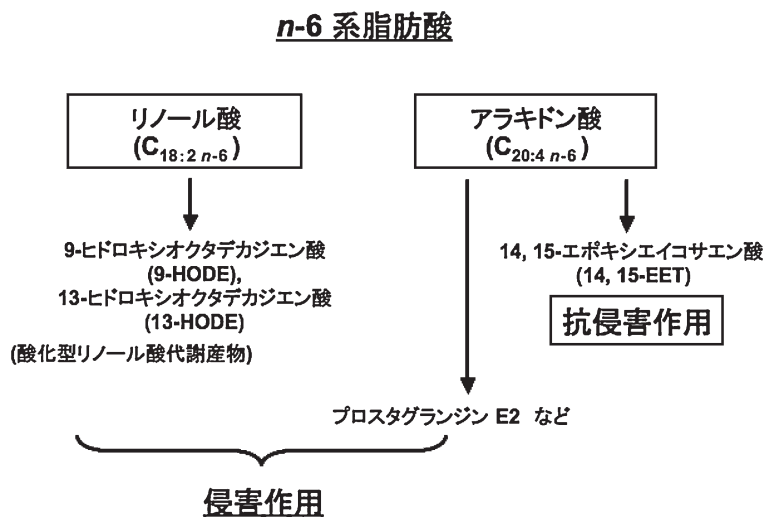 n-6 系脂肪酸
リノール酸
(C18:2 n-6)
アラキドン酸
(C20:4 n-6)
9-ヒドロキシオクタデカジエン酸
(9-HODE),
13-ヒドロキシオクタデカジエン酸
(13-HODE)
(酸化型リノール酸代謝産物)
14, 15-エポキシエイコサエン酸
(14, 15-EET)
抗侵害作用
プロスタグランジン E2 など
侵害作用